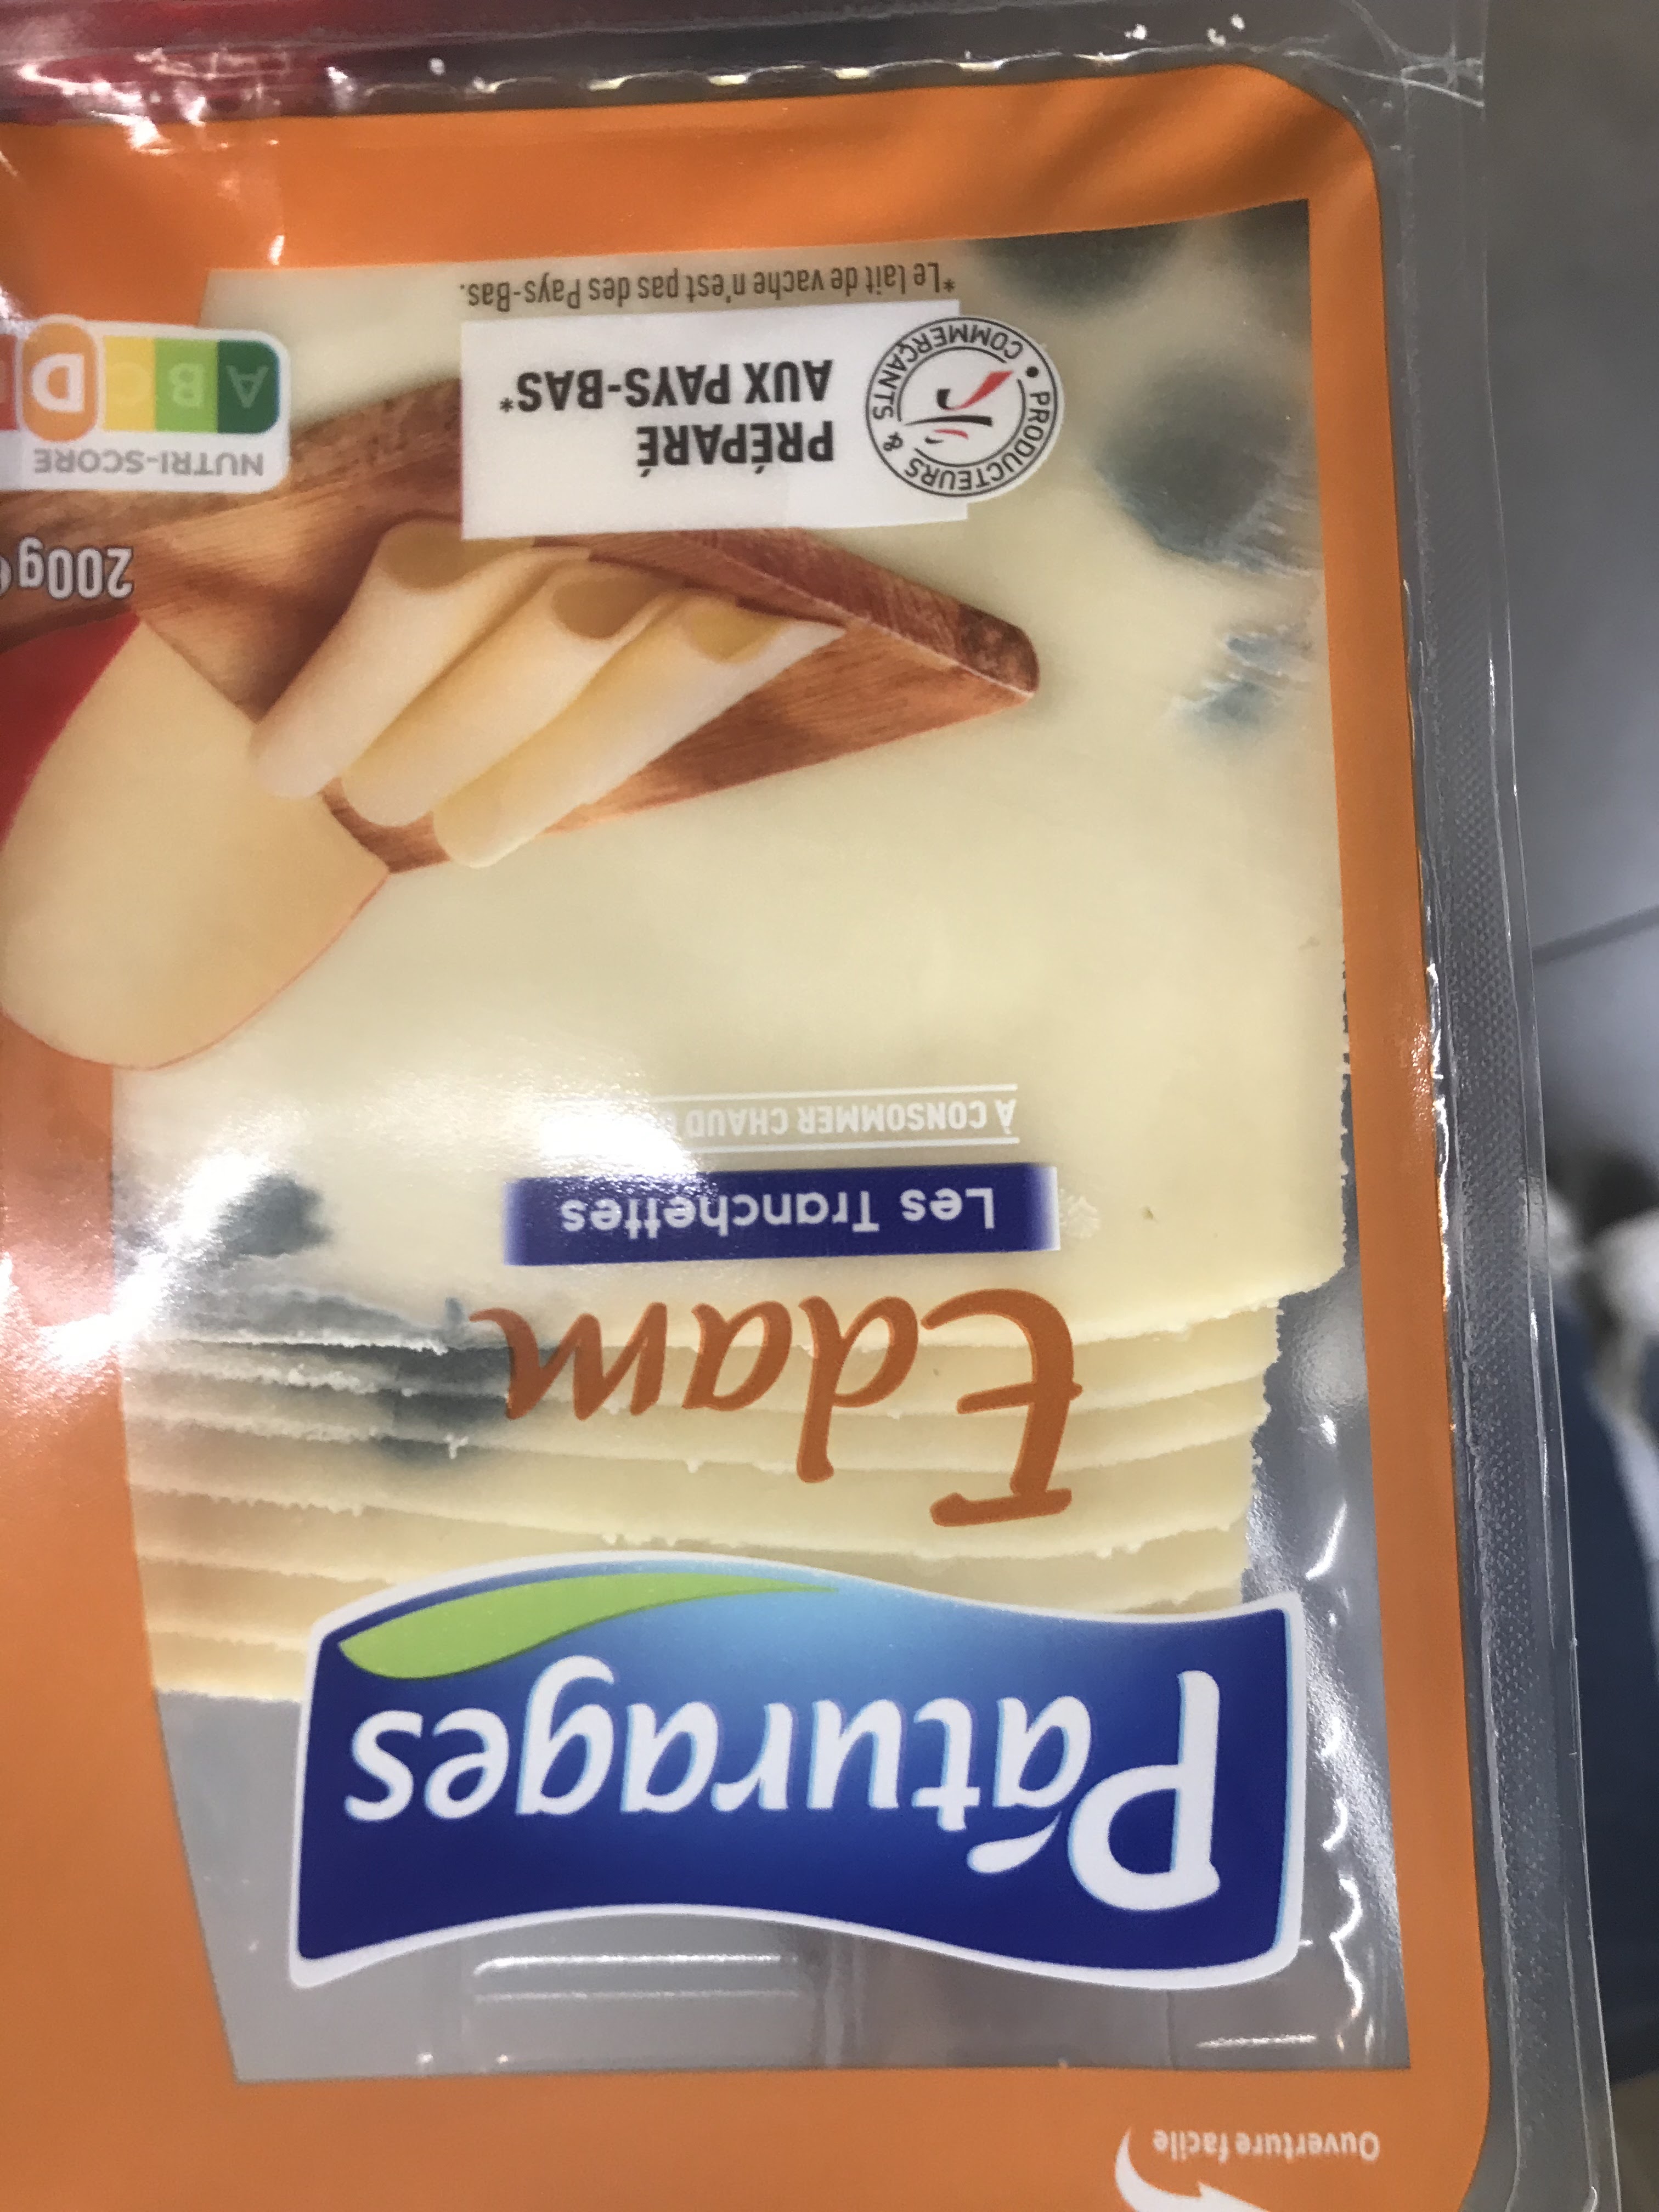 Ouverture facile
Pâturages
Edam
Les Tranchettes
À CONSOMMER CHAUD
200g
PRODUCTEURS & COMMERÇANTS
PRÉPARÉ
AUX PAYS-BAS*
*Le lait de vache n'est pas des Pays-Bas.
NUTRI-SCORE
A B C D